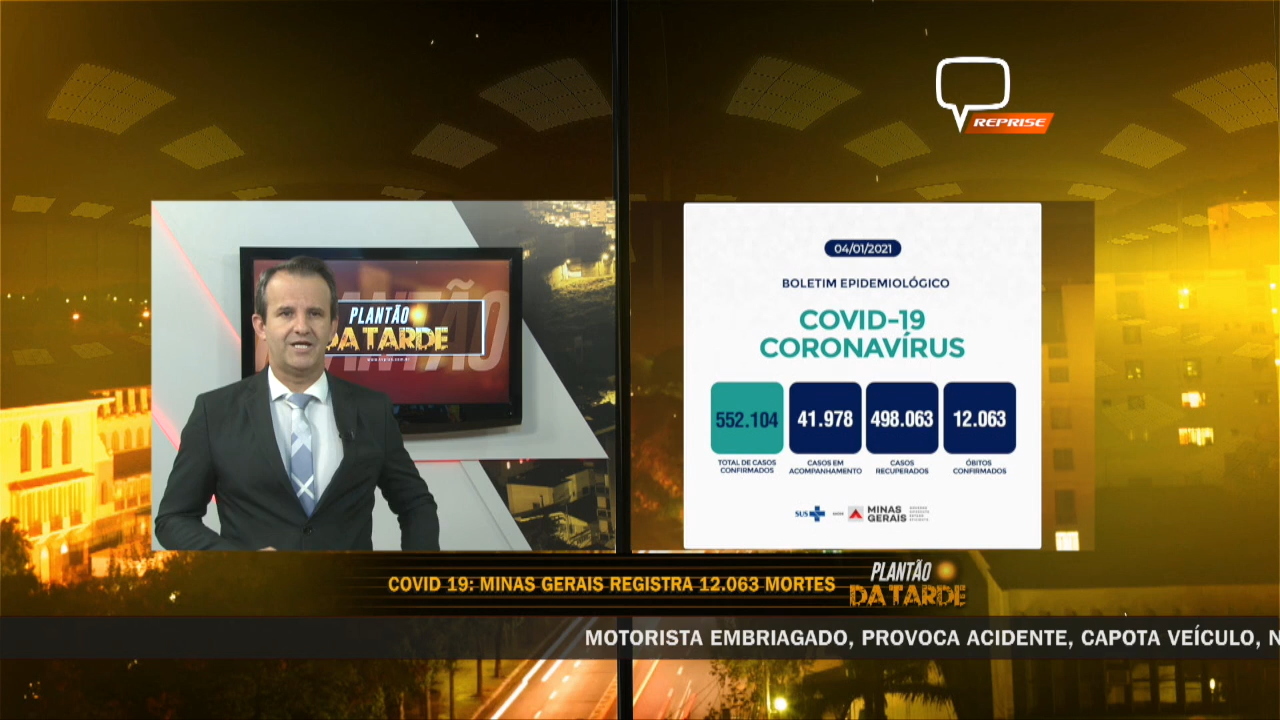 REPRISE
PLANTÃO
PLANTÃO
DA TARDE
04/01/2021
BOLETIM EPIDEMIOLÓGICO
COVID-19
CORONAVÍRUS
552.104 41.978 498.063 12.063
TOTAL DE CASOS CONFIRMADOS
CASOS EM ACOMPANHAMENTO
CASOS RECUPERADOS
ÓBITOS CONFIRMADOS
SUS MINAS GERAIS
COVID 19: MINAS GERAIS REGISTRA 12.063 MORTES
PLANTÃO
DA TARDE
MOTORISTA EMBRIAGADO, PROVOCA ACIDENTE, CAPOTA VEÍCULO, N